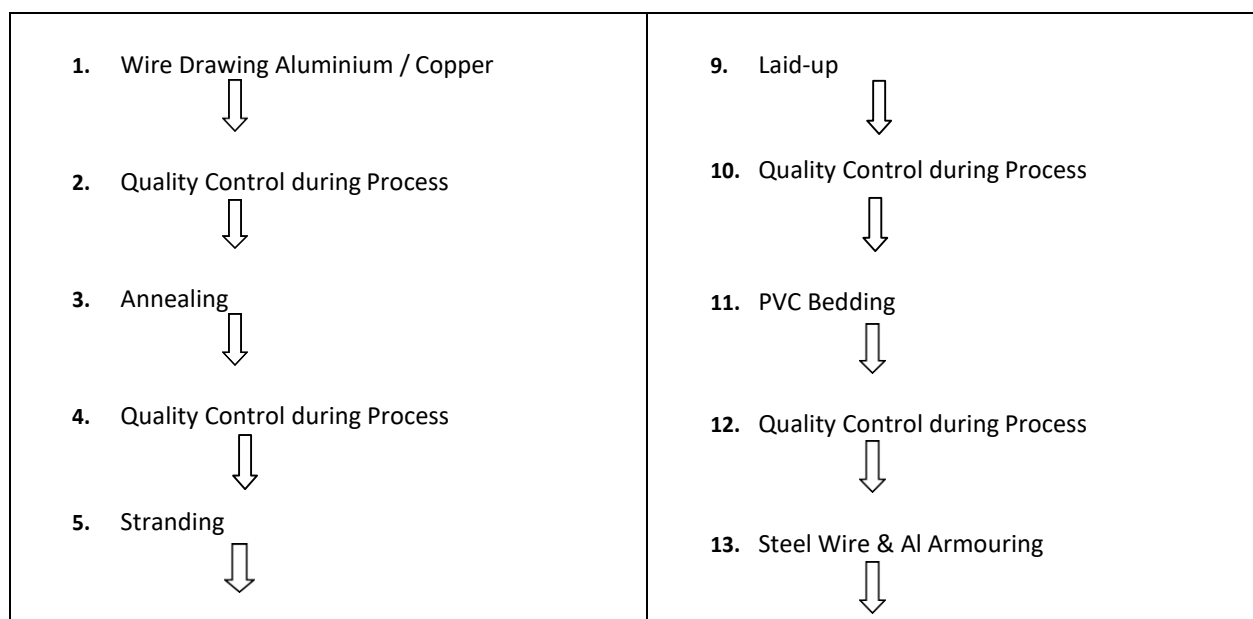 1. Wire Drawing Aluminium / Copper
2. Quality Control during Process
3. Annealing
4. Quality Control during Process
5. Stranding
9. Laid-up
10. Quality Control during Process
11. PVC Bedding
12. Quality Control during Process
13. Steel Wire & Al Armouring